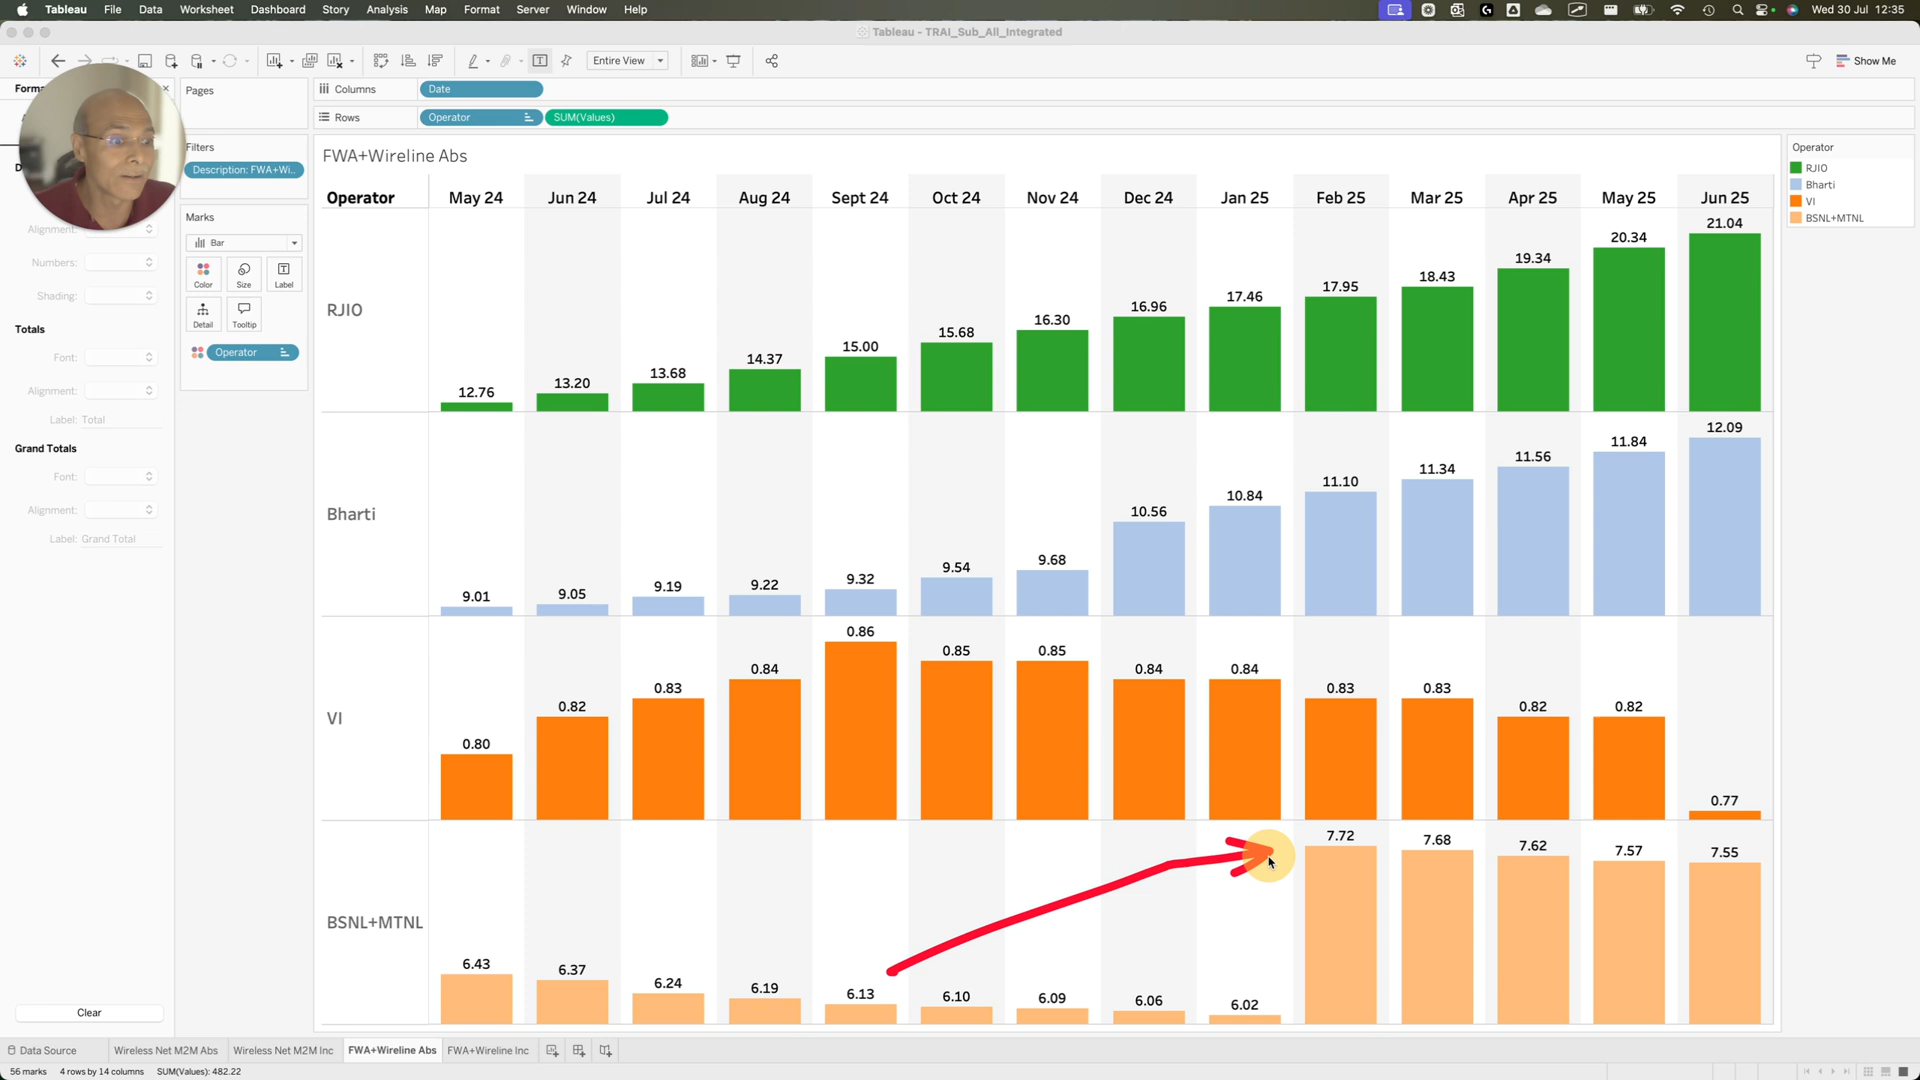 Tableau File Data Worksheet Dashboard Story Analysis Map Format Server Window Help Wed 30 Jul 12:35
Tableau - TRAI_Sub_All_Integrated
Entire View Show Me
Pages
Columns Date
Rows Operator SUM(Values)
Filters
Description: FWA+Wi..
Marks
Bar
Color Size Label
Detail Tooltip
Operator
Alignment:
Numbers:
Shading:
Totals
Font:
Alignment:
Label: Total
Grand Totals
Font:
Alignment:
Label: Grand Total
Clear
FWA+Wireline Abs
Operator May 24 Jun 24 Jul 24 Aug 24 Sept 24 Oct 24 Nov 24 Dec 24 Jan 25 Feb 25 Mar 25 Apr 25 May 25 Jun 25
RJIO 12.76 13.20 13.68 14.37 15.00 15.68 16.30 16.96 17.46 17.95 18.43 19.34 20.34 21.04
Bharti 9.01 9.05 9.19 9.22 9.32 9.54 9.68 10.56 10.84 11.10 11.34 11.56 11.84 12.09
VI 0.80 0.82 0.83 0.84 0.86 0.85 0.85 0.84 0.84 0.83 0.83 0.82 0.82 0.77
BSNL+MTNL 6.43 6.37 6.24 6.19 6.13 6.10 6.09 6.06 6.02 7.72 7.68 7.62 7.57 7.55
Operator
RJIO
Bharti
VI
BSNL+MTNL
Data Source Wireless Net M2M Abs Wireless Net M2M Inc FWA+Wireline Abs FWA+Wireline Inc
56 marks 4 rows by 14 columns SUM(Values): 482.22